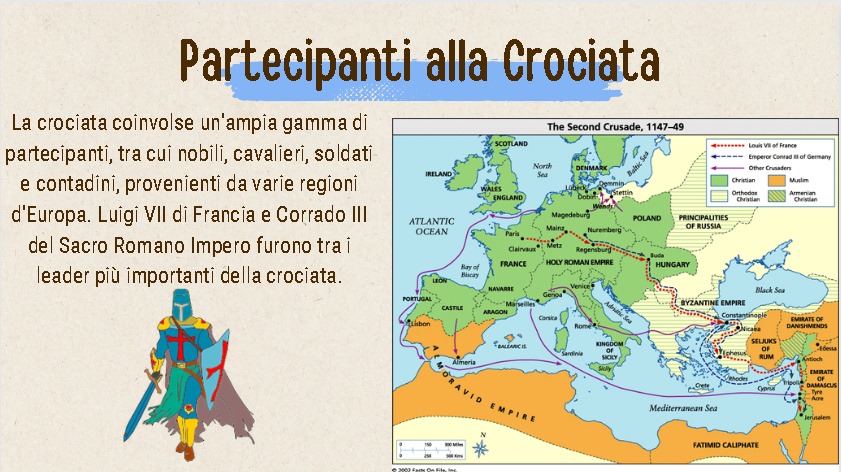 Partecipanti alla Crociata
La crociata coinvolse un'ampia gamma di
partecipanti, tra cui nobili, cavalieri, soldati
e contadini, provenienti da varie regioni
d'Europa. Luigi VII di Francia e Corrado III
del Sacro Romano Impero furono tra i
leader più importanti della crociata.
The Second Crusade, 1147–49
Louis VII of France
Emperor Conrad III of Germany
Other Crusaders
Christian
Muslim
Orthodox
Christian
Armenian
Christian
SCOTLAND
North
Sea
DENMARK
Baltic Sea
IRELAND
WALES
ENGLAND
Lübeck
Demmin
Dobin
Stettin
Wends
Magdeburg
POLAND
PRINCIPALITIES
OF RUSSIA
ATLANTIC
OCEAN
Paris
Mainz
Nuremberg
Clairvaux
Metz
Regensburg
Buda
FRANCE
HOLY ROMAN EMPIRE
HUNGARY
Bay of
Biscay
LEON
NAVARRE
Venice
Genoa
Black Sea
PORTUGAL
CASTILE
ARAGON
Marseilles
Adriatic Sea
BYZANTINE EMPIRE
Corsica
Rome
Constantinople
Nicaea
EMIRATE OF
DANISHMENDS
Lisbon
BALEARIC IS.
Sardinia
KINGDOM
OF
SICILY
SELJUKS
OF
RUM
Edessa
Ephesus
Antioch
Almeria
Sicily
Rhodes
Crete
Cyprus
Tripoli
EMIRATE
OF
DAMASCUS
Tyre
Acre
ALMORAVID EMPIRE
Mediterranean Sea
Jerusalem
FATIMID CALIPHATE
0 150 300 Miles
0 250 500 Kms
N
© 2003 Facts On File, Inc.